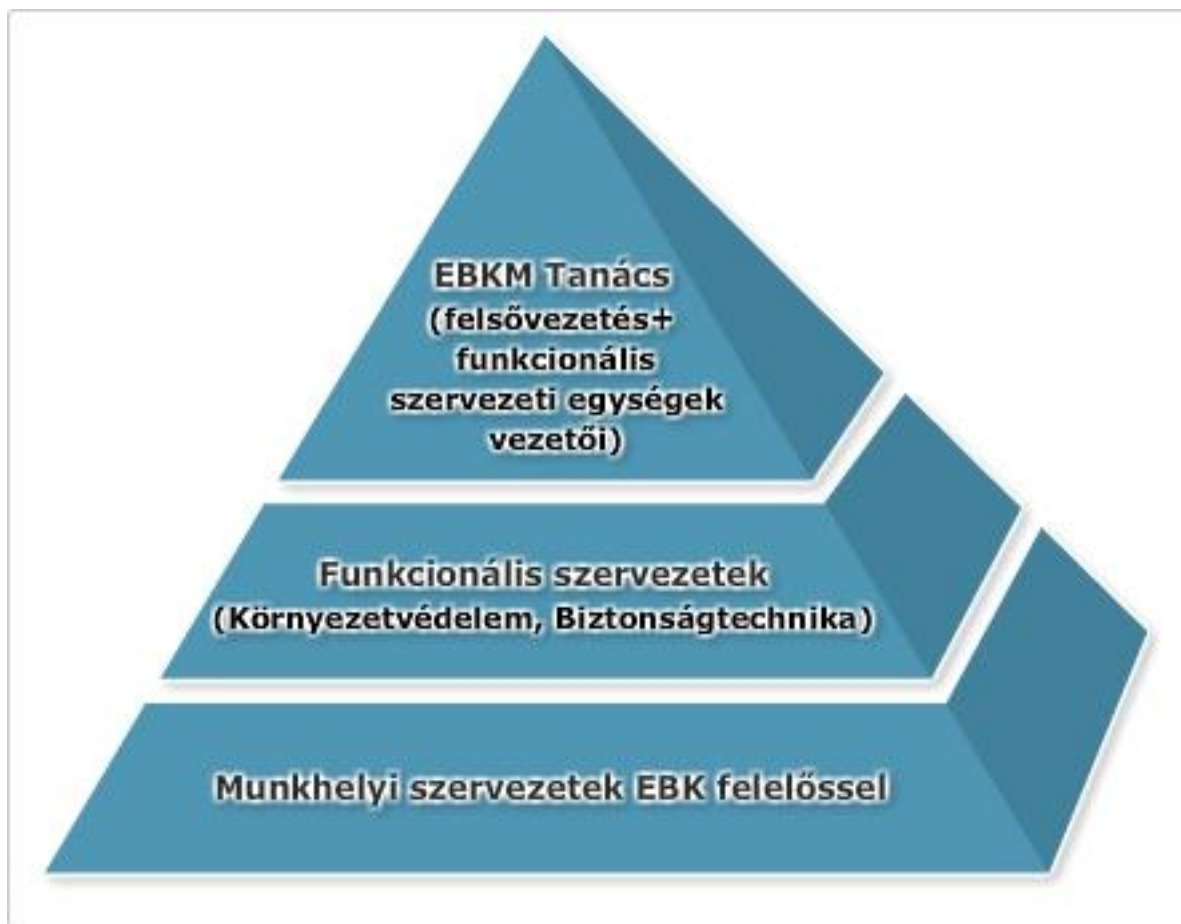 EBKM Tanács
(felsővezetés+
funkcionális
szervezeti egységek
vezetői)
Funkcionális szervezetek
(Környezetvédelem, Biztonságtechnika)
Munkhelyi szervezetek EBK felelőssel